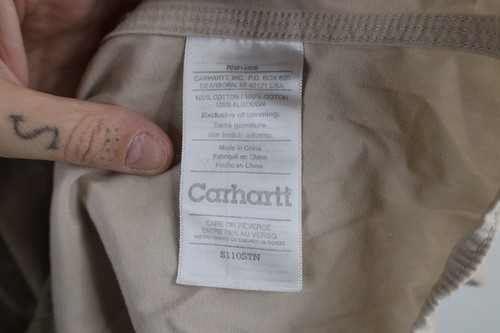 CARHARTT, INC. P.O. BOX 600
DEARBORN, MI 48121 USA
100% COTTON / 100% COTTON
100% ALGODON
Exclusive of trimming.
Sans garniture.
Sin incluir adorno.
Made in China
Fabriqué en Chine
Hecho en China
Carhartt
CARE ON REVERSE
ENTRETIEN AU VERSO
S110STN